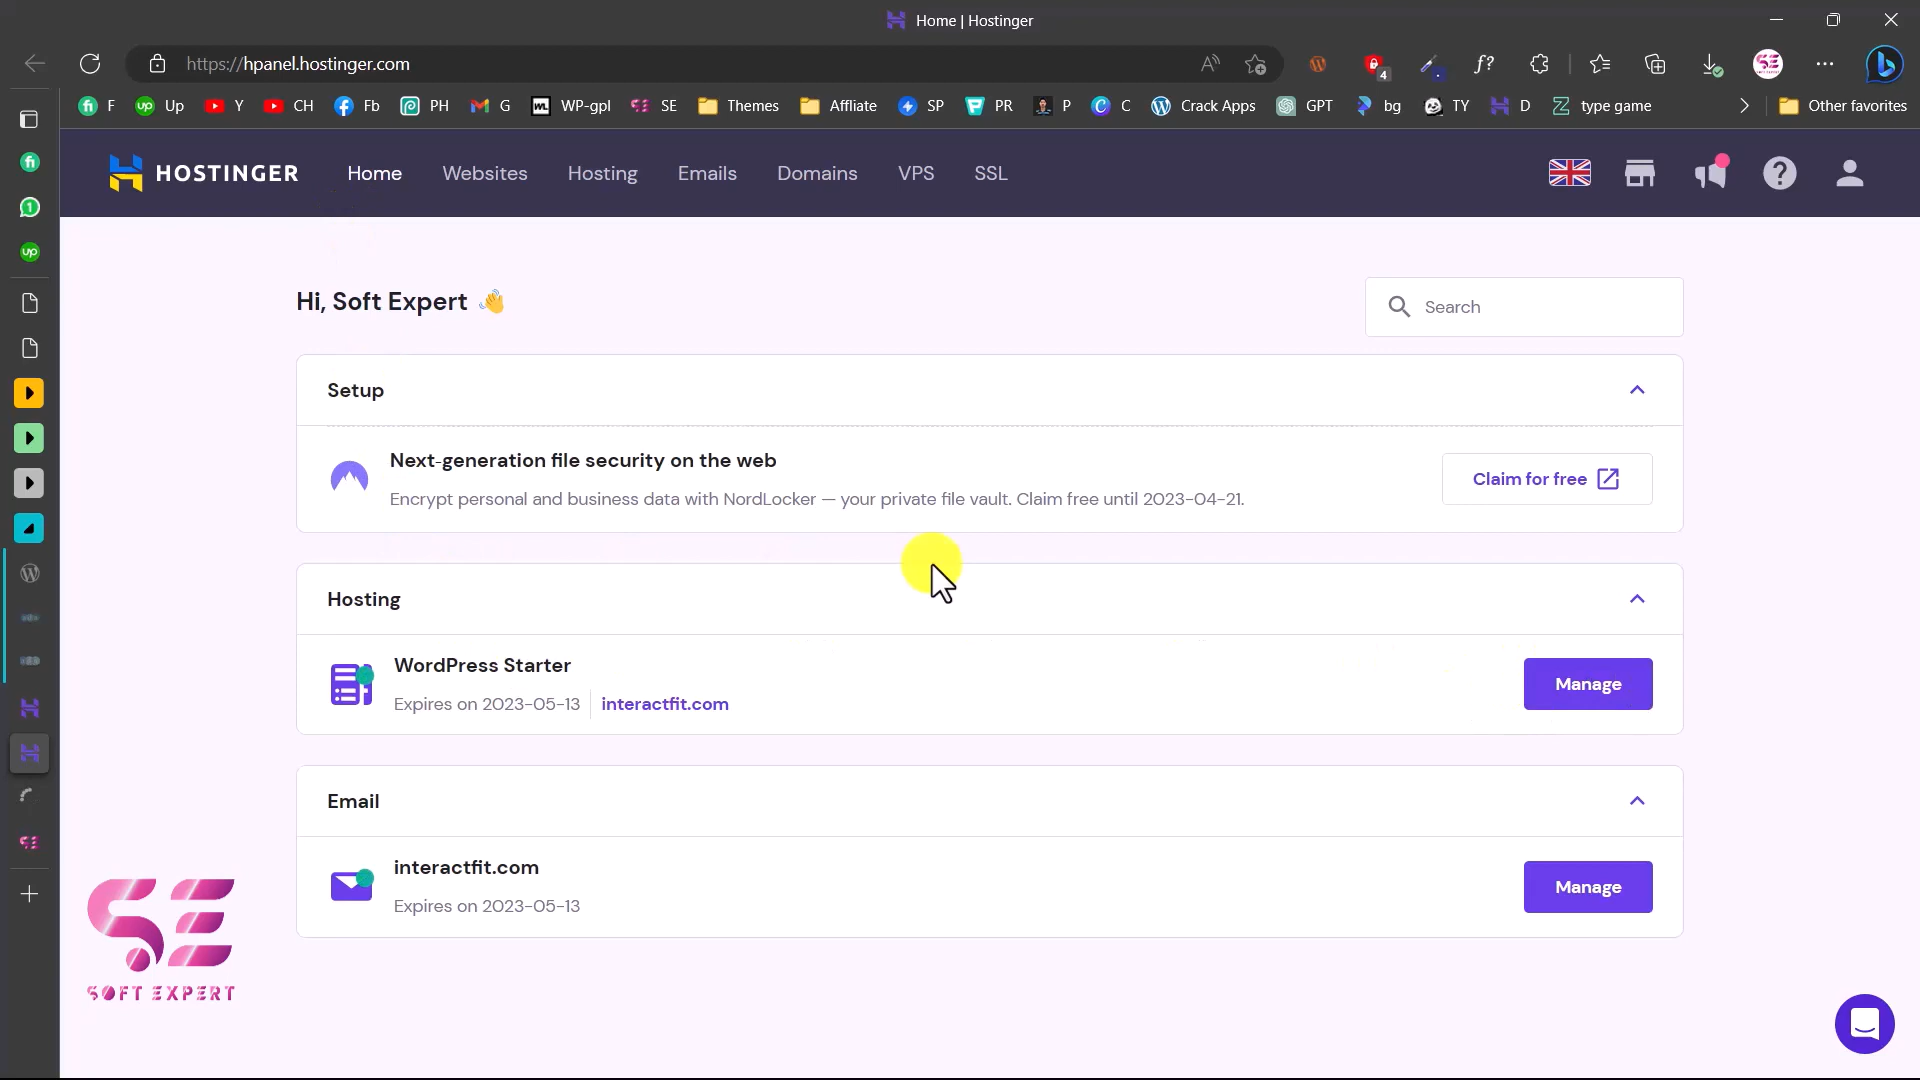 Home | Hostinger
https://hpanel.hostinger.com
4
F
Up
Y
CH
Fb
PH
G
WP-gpl
SE
Themes
Affliate
SP
PR
P
C
Crack Apps
GPT
bg
TY
D
type game
Other favorites
HOSTINGER
Home
Websites
Hosting
Emails
Domains
VPS
SSL
Hi, Soft Expert 👋
Search
Setup
Next-generation file security on the web
Encrypt personal and business data with NordLocker — your private file vault. Claim free until 2023-04-21.
Claim for free
Hosting
WordPress Starter
Expires on 2023-05-13
interactfit.com
Manage
Email
interactfit.com
Expires on 2023-05-13
Manage
SE
SOFT EXPERT